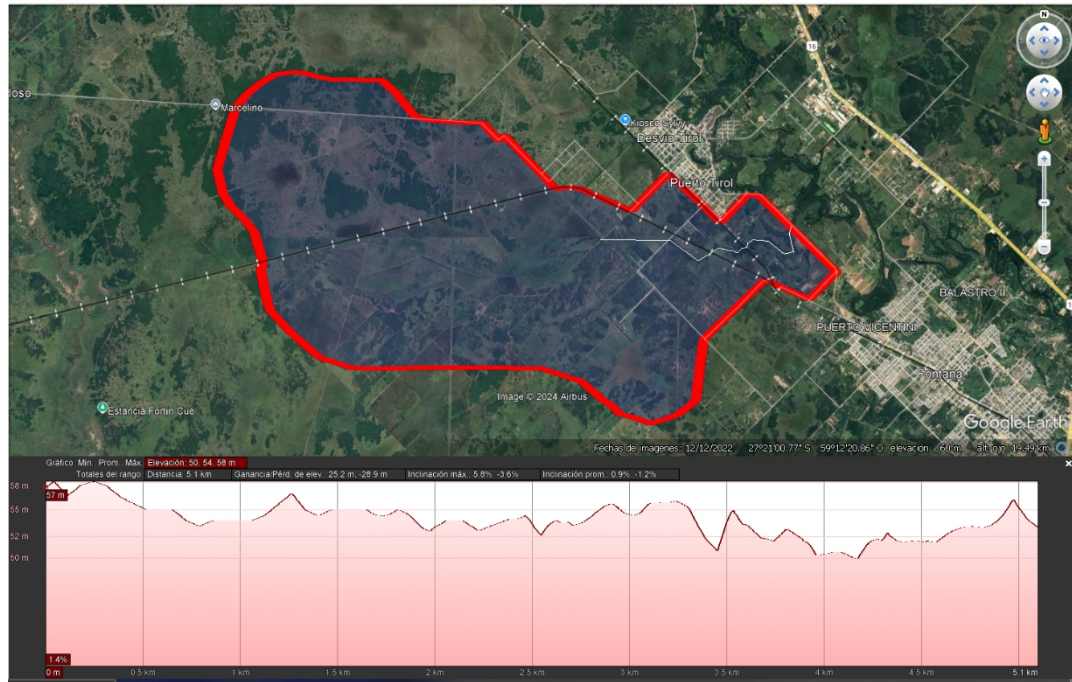 N
16
doso
Marcelino
Kiosco Sylvy
Desvio Tirol
Puerto Tirol
BALASTRO II
PUERTO VICENTINI
Fontana
Estancia Fortin Cue
Image © 2024 Airbus
Google Earth
Fechas de imagenes: 12/12/2022 27°21'00.77" S 59°12'20.86" O elevación 60 m alt. ojo 19.49 km
Gráfico: Mín., Prom., Máx. Elevación: 50, 54, 58 m
Totales del rango: Distancia: 5.1 km Ganancia/Pérd. de elev.: 25.2 m, -28.9 m Inclinación máx.: 5.8% -3.6% Inclinación prom.: 0.9%, -1.2%
58 m
57 m
55 m
52 m
50 m
1.4%
0 m 0.5 km 1 km 1.5 km 2 km 2.5 km 3 km 3.5 km 4 km 4.5 km 5.1 km